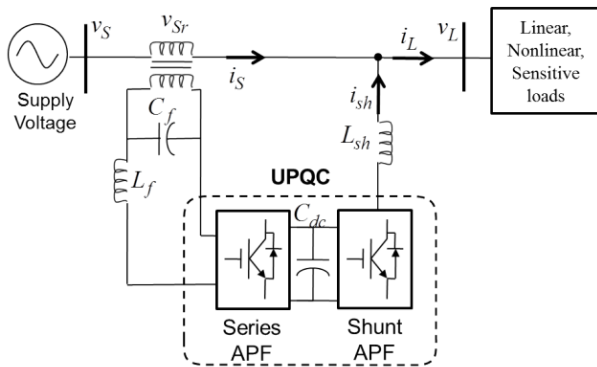 v_S
v_Sr
i_S
i_L
v_L
Linear,
Nonlinear,
Sensitive
loads
Supply
Voltage
C_f
i_sh
L_sh
L_f
UPQC
C_dc
Series
APF
Shunt
APF